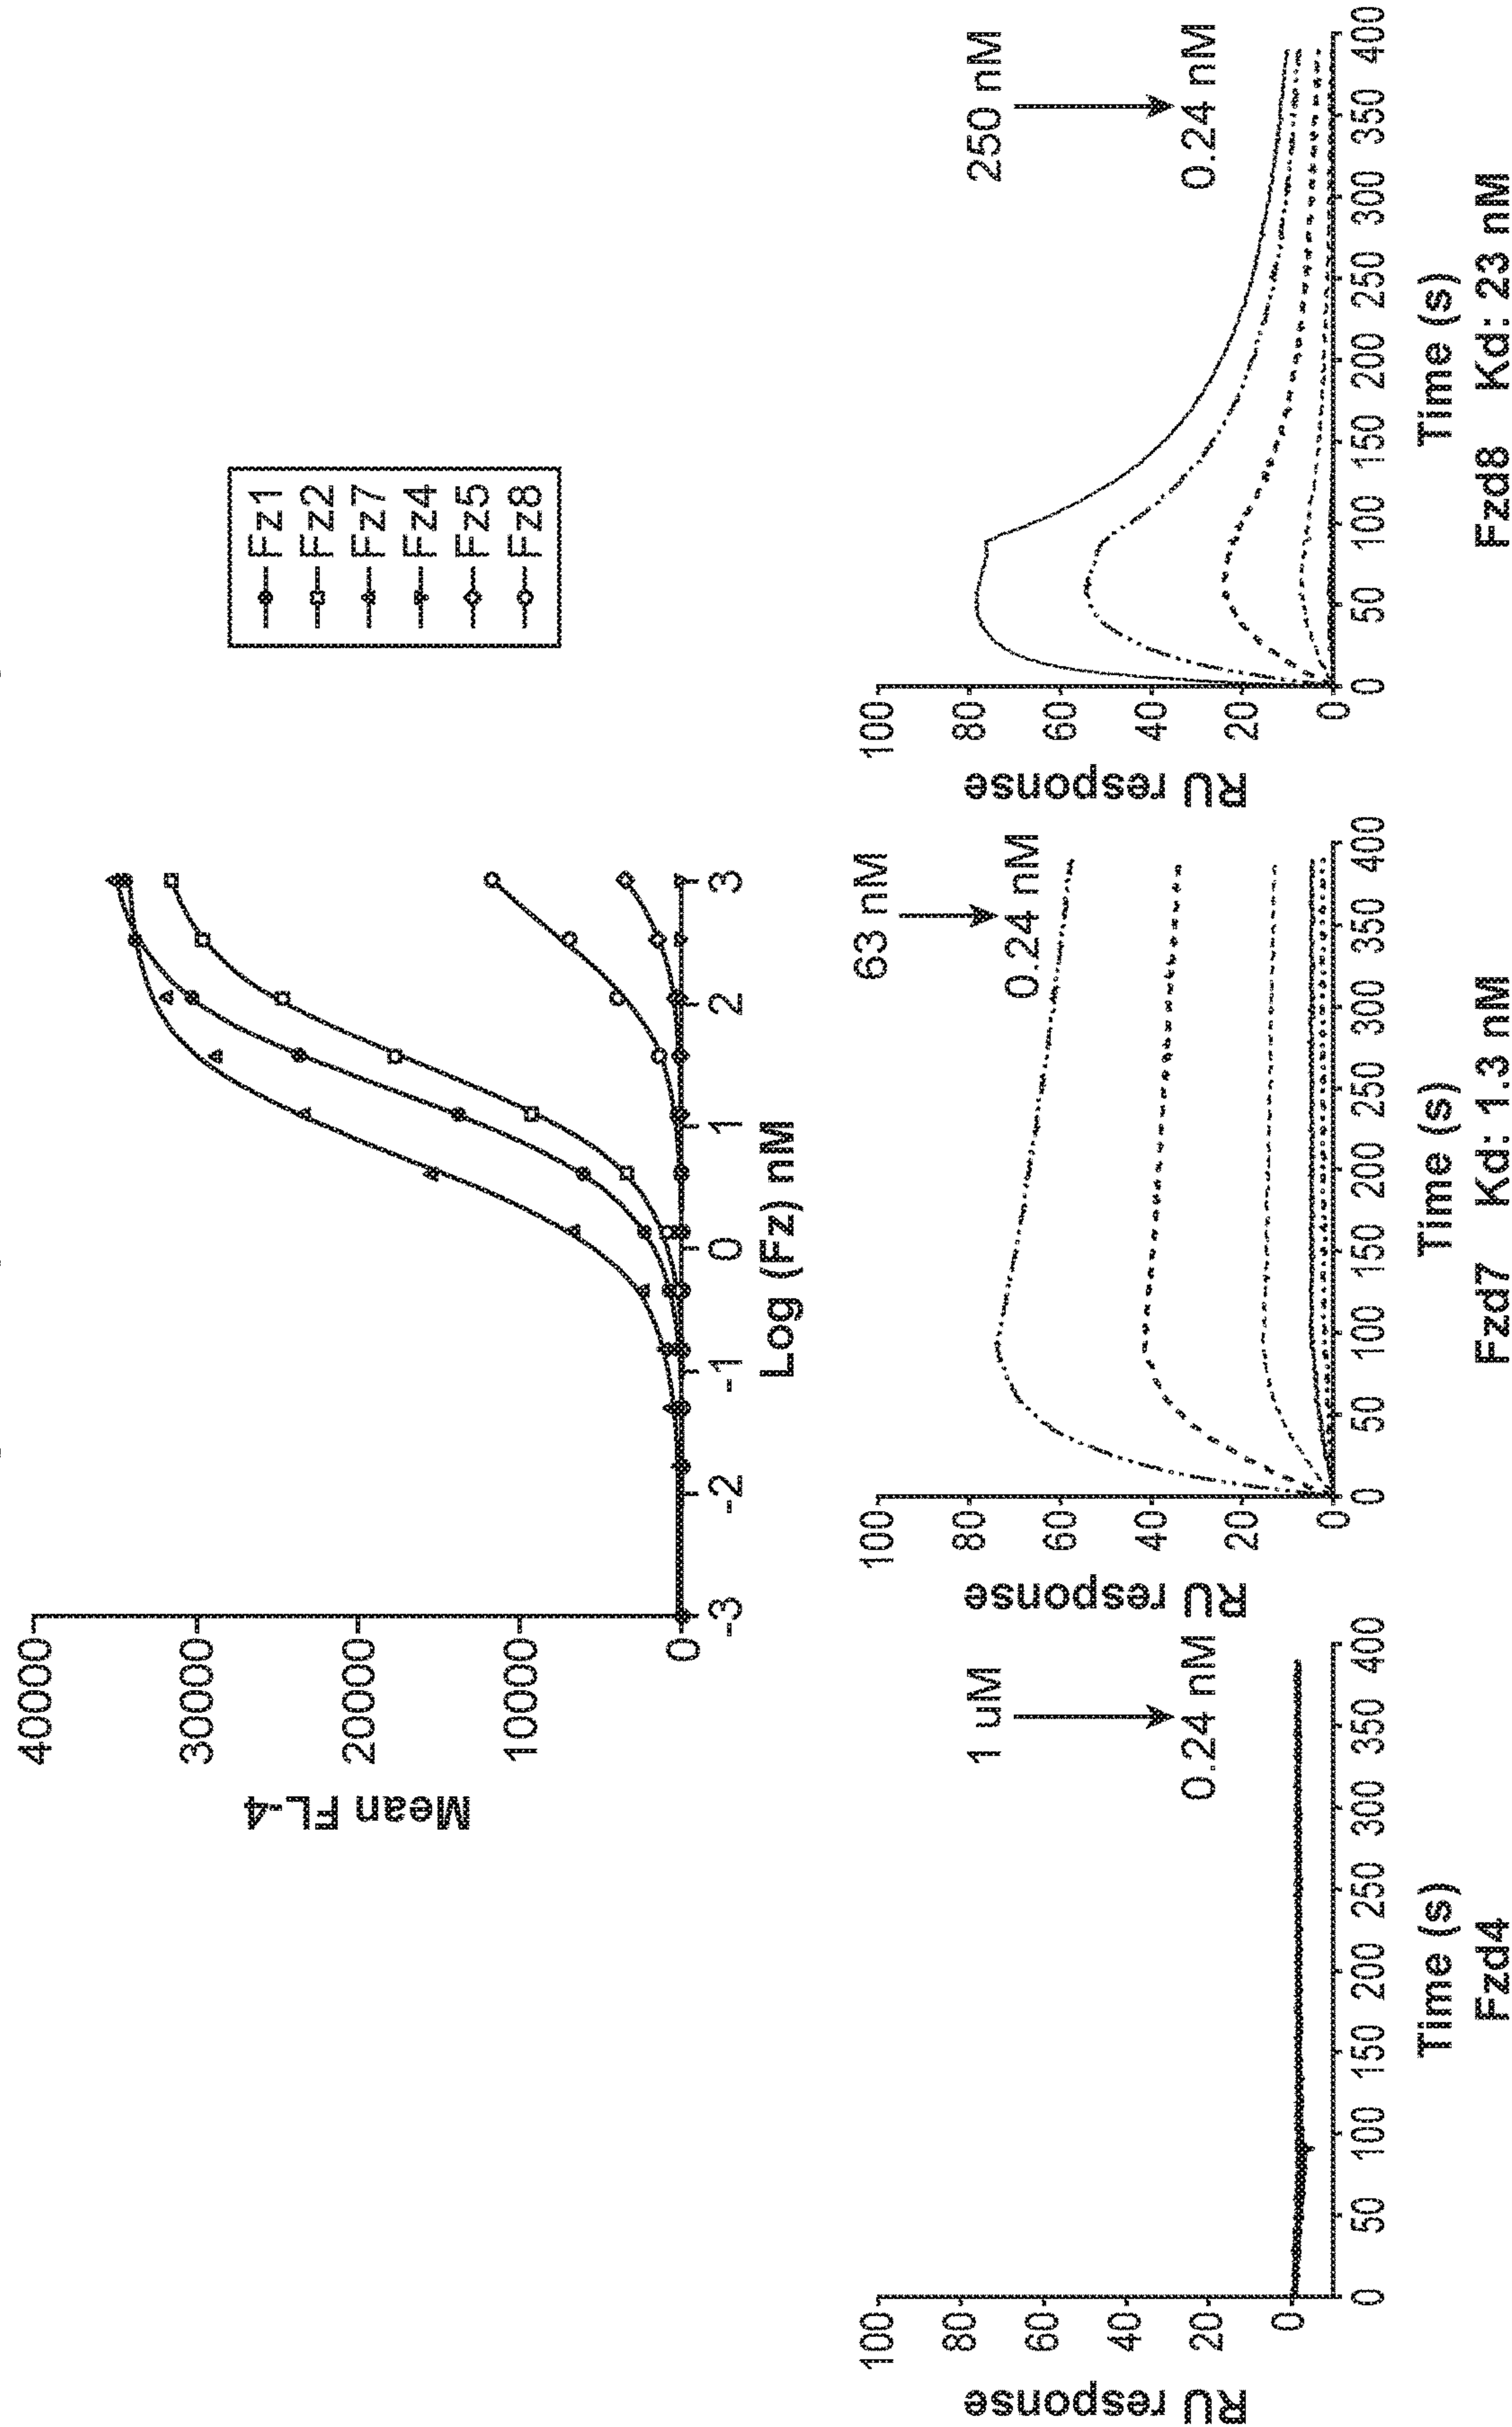 40000
30000
20000
10000
0
Mean FL-4
-3 -2 -1 0 1 2 3
Log (Fz) nM
Fz1
Fz2
Fz7
Fz4
Fz5
Fz8
100
80
60
40
20
0
RU response
1 uM
0.24 nM
0 50 100 150 200 250 300 350 400
Time (s)
Fzd4
100
80
60
40
20
0
RU response
63 nM
0.24 nM
0 50 100 150 200 250 300 350 400
Time (s)
Fzd7 Kd: 1.3 nM
100
80
60
40
20
0
RU response
250 nM
0.24 nM
0 50 100 150 200 250 300 350 400
Time (s)
Fzd8 Kd: 23 nM